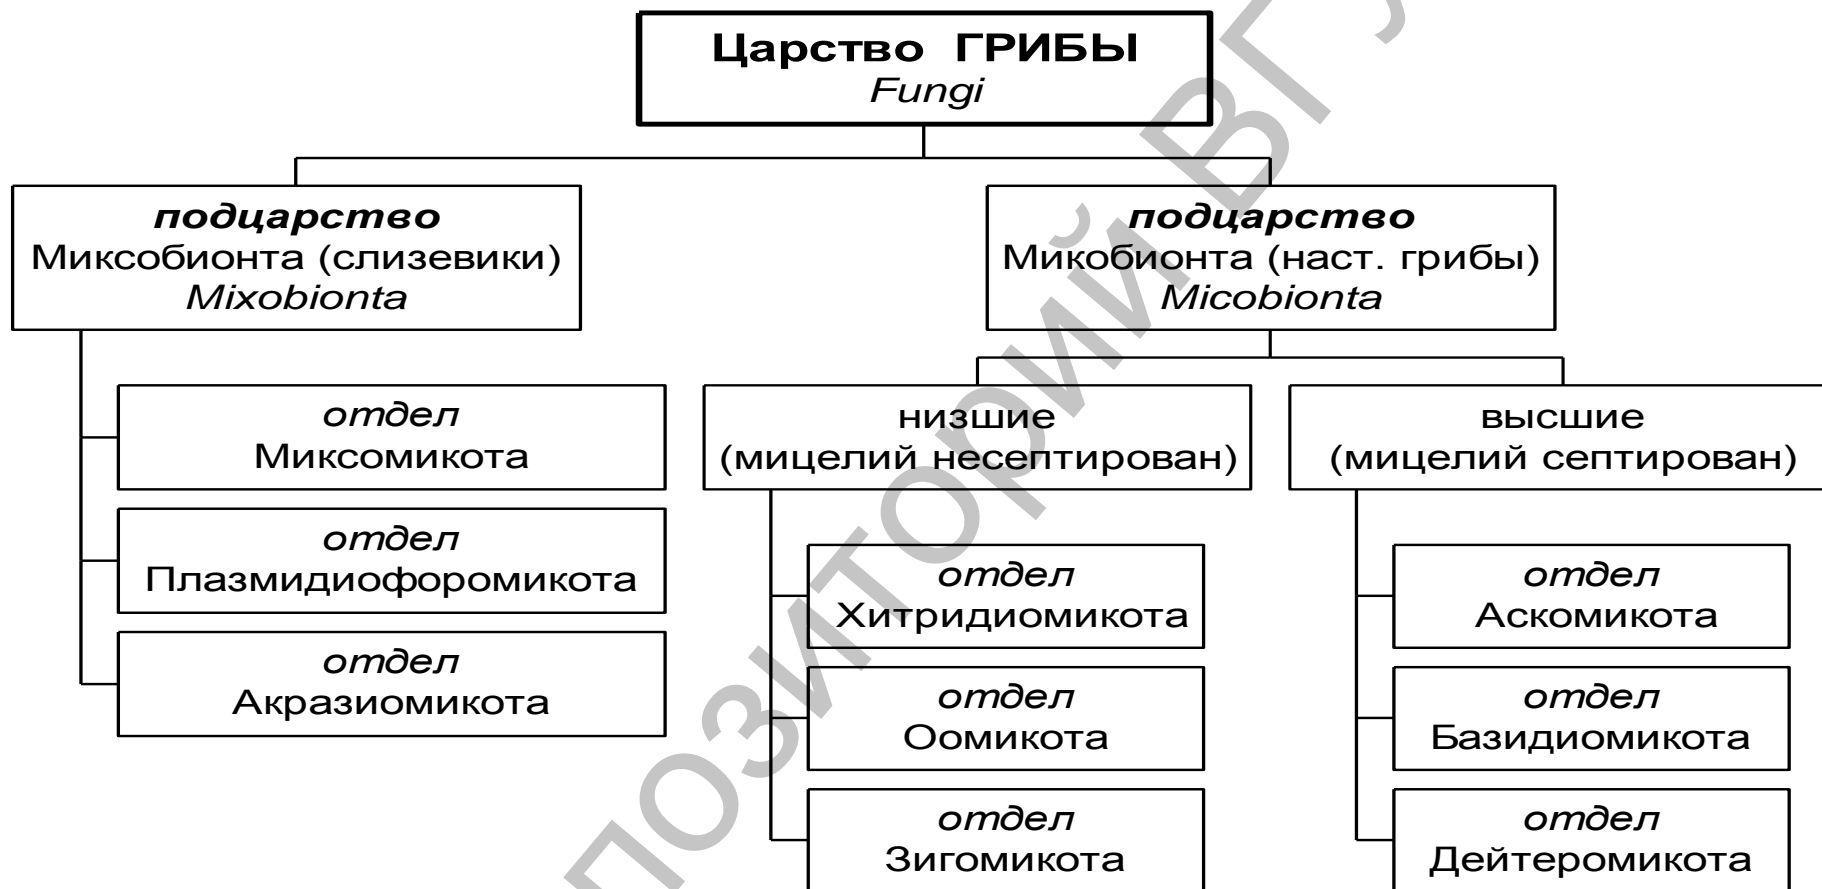 Царство ГРИБЫ
Fungi
подцарство
Миксобионта (слизевики)
Mixobionta
подцарство
Микобионта (наст. грибы)
Micobionta
отдел
Миксомикота
отдел
Плазмидиофоромикота
отдел
Акразиомикота
низшие
(мицелий несептирован)
отдел
Хитридиомикота
отдел
Оомикота
отдел
Зигомикота
высшие
(мицелий септирован)
отдел
Аскомикота
отдел
Базидиомикота
отдел
Дейтеромикота